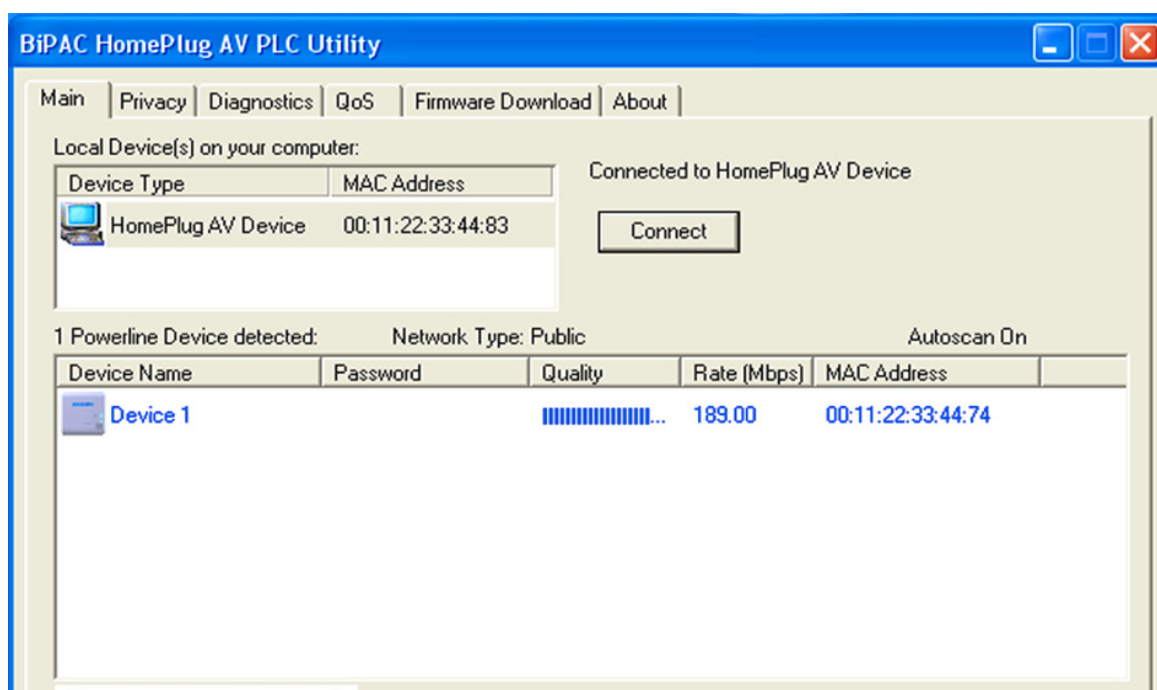 BiPAC HomePlug AV PLC Utility
Main Privacy Diagnostics QoS Firmware Download About
Local Device(s) on your computer:
Device Type MAC Address
HomePlug AV Device 00:11:22:33:44:83
Connected to HomePlug AV Device
Connect
1 Powerline Device detected: Network Type: Public Autoscan On
Device Name Password Quality Rate (Mbps) MAC Address
Device 1 ... 189.00 00:11:22:33:44:74